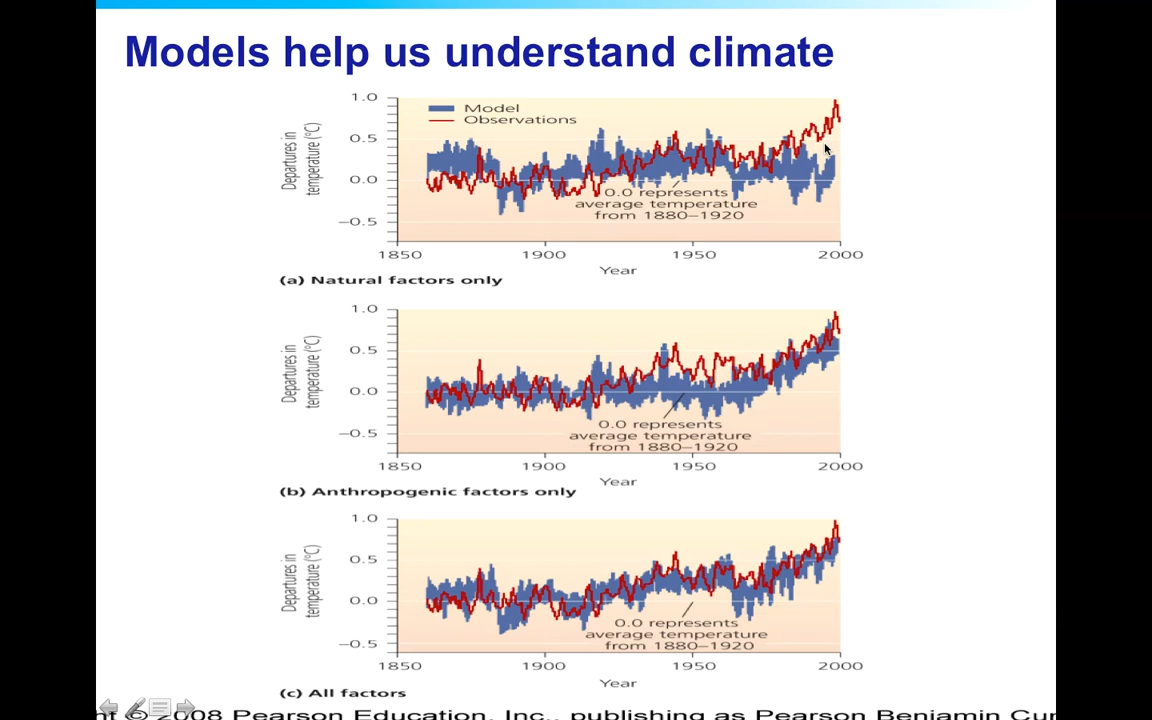 Models help us understand climate
1.0
0.5
0.0
−0.5
Departures in
temperature (°C)
Model
Observations
0.0 represents
average temperature
from 1880–1920
1850 1900 1950 2000
Year
(a) Natural factors only
1.0
0.5
0.0
−0.5
Departures in
temperature (°C)
0.0 represents
average temperature
from 1880–1920
1850 1900 1950 2000
Year
(b) Anthropogenic factors only
1.0
0.5
0.0
−0.5
Departures in
temperature (°C)
0.0 represents
average temperature
from 1880–1920
1850 1900 1950 2000
Year
(c) All factors
ht © 2008 Pearson Education, Inc., publishing as Pearson Benjamin Cum